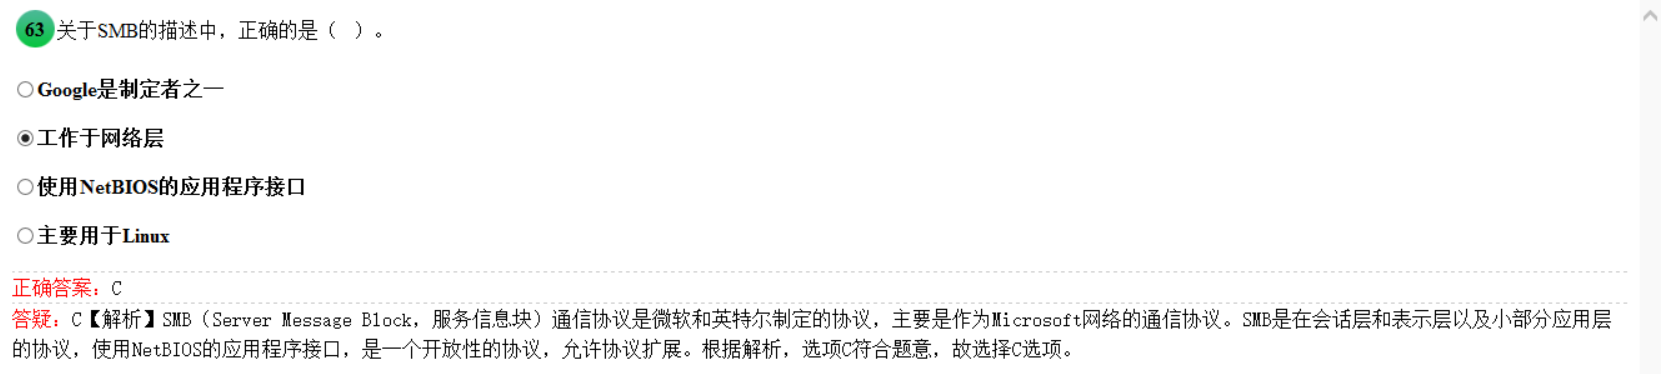 63 关于SMB的描述中，正确的是（ ）。
Google是制定者之一
工作于网络层
使用NetBIOS的应用程序接口
主要用于Linux
正确答案：C
答疑：C【解析】SMB（Server Message Block，服务信息块）通信协议是微软和英特尔制定的协议，主要是作为Microsoft网络的通信协议。SMB是在会话层和表示层以及小部分应用层
的协议，使用NetBIOS的应用程序接口，是一个开放性的协议，允许协议扩展。根据解析，选项C符合题意，故选择C选项。